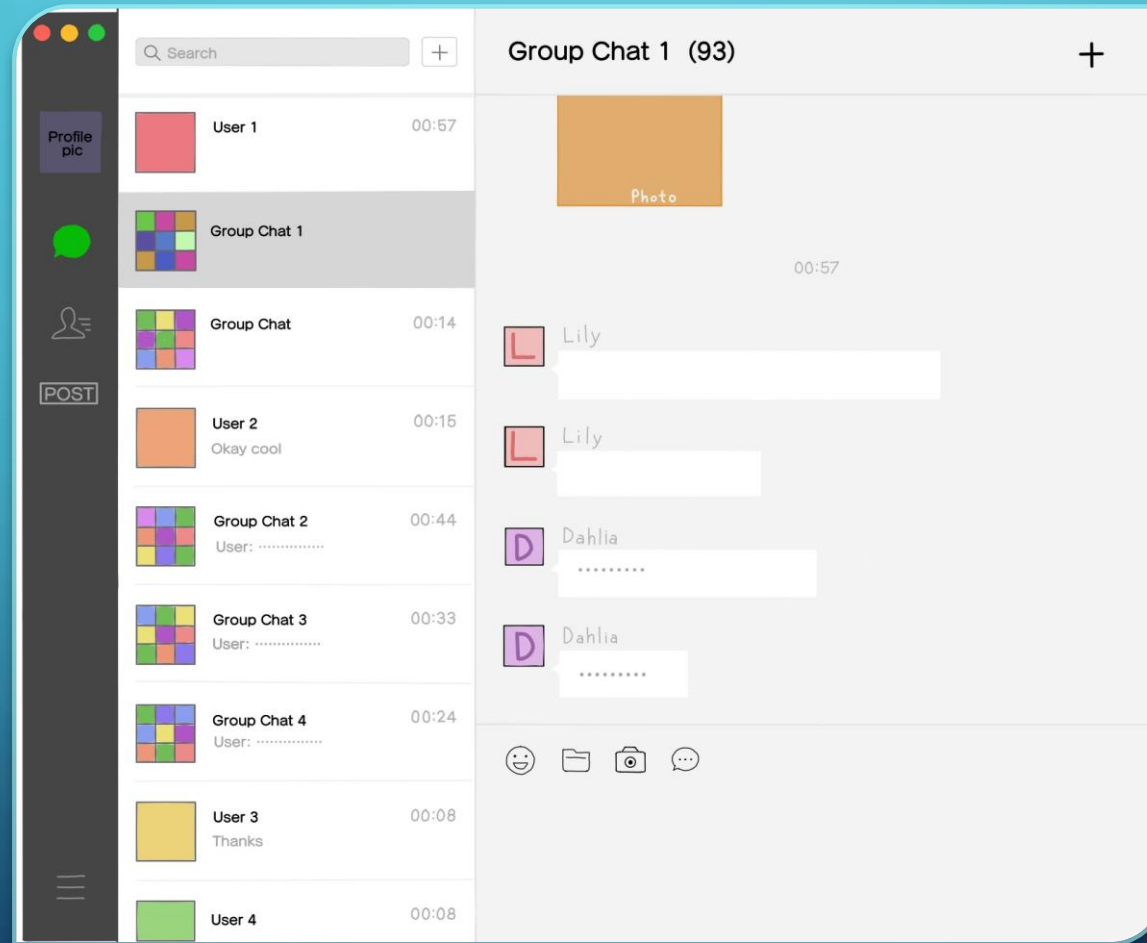 Profile
pic
POST
Search
User 1
00:57
Group Chat 1
Group Chat
00:14
User 2
00:15
Okay cool
Group Chat 2
00:44
User: ...............
Group Chat 3
00:33
User: ...............
Group Chat 4
00:24
User: ...............
User 3
00:08
Thanks
User 4
00:08
Group Chat 1 (93)
Photo
00:57
L
Lily
L
Lily
D
Dahlia
.........
D
Dahlia
.........